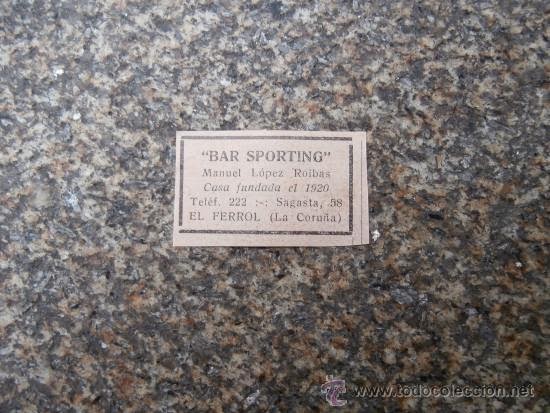 "BAR SPORTING"
Manuel López Roibas
Casa fundada el 1920
Teléf. 222 :-: Sagasta, 58
EL FERROL (La Coruña)
www.todocoleccion.net